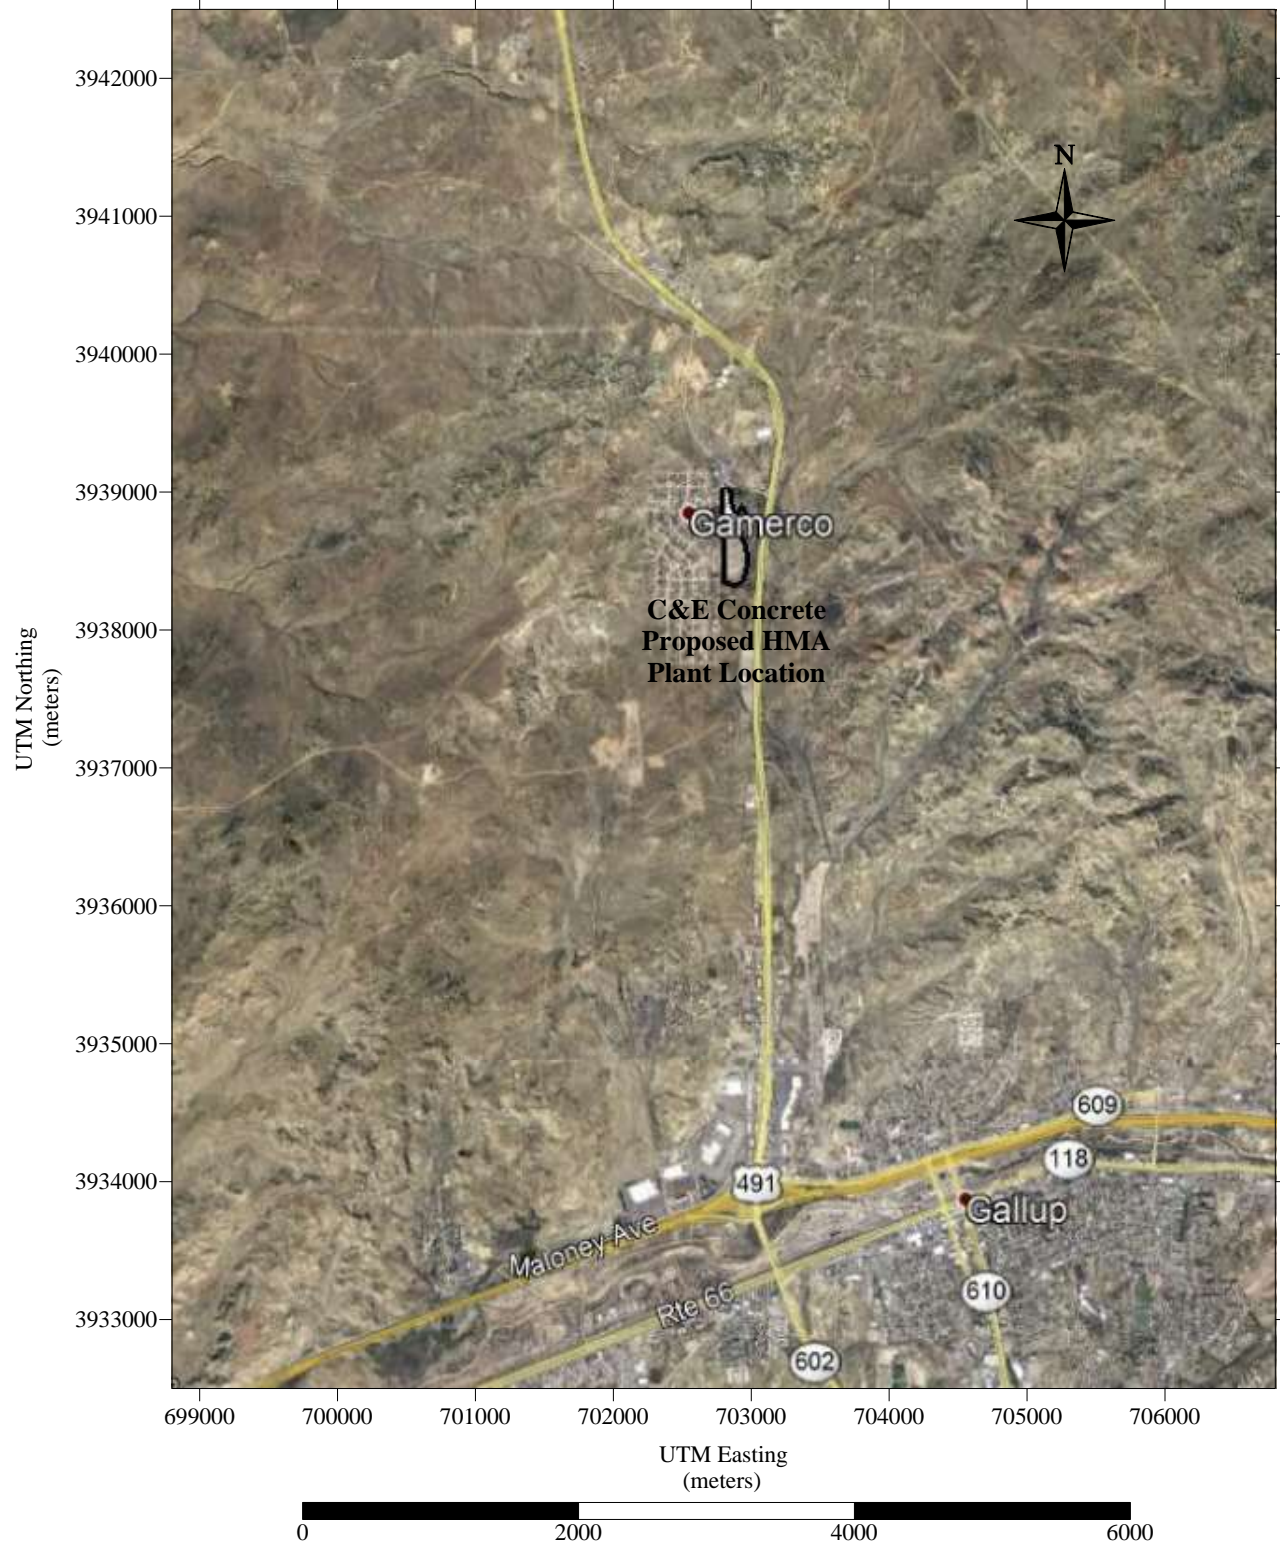 3942000
3941000
3940000
3939000
3938000
3937000
3936000
3935000
3934000
3933000
UTM Northing
(meters)
N
Gamerco
C&E Concrete
Proposed HMA
Plant Location
609
118
491
Gallup
Maloney Ave
Rte 66
610
602
699000 700000 701000 702000 703000 704000 705000 706000
UTM Easting
(meters)
0 2000 4000 6000